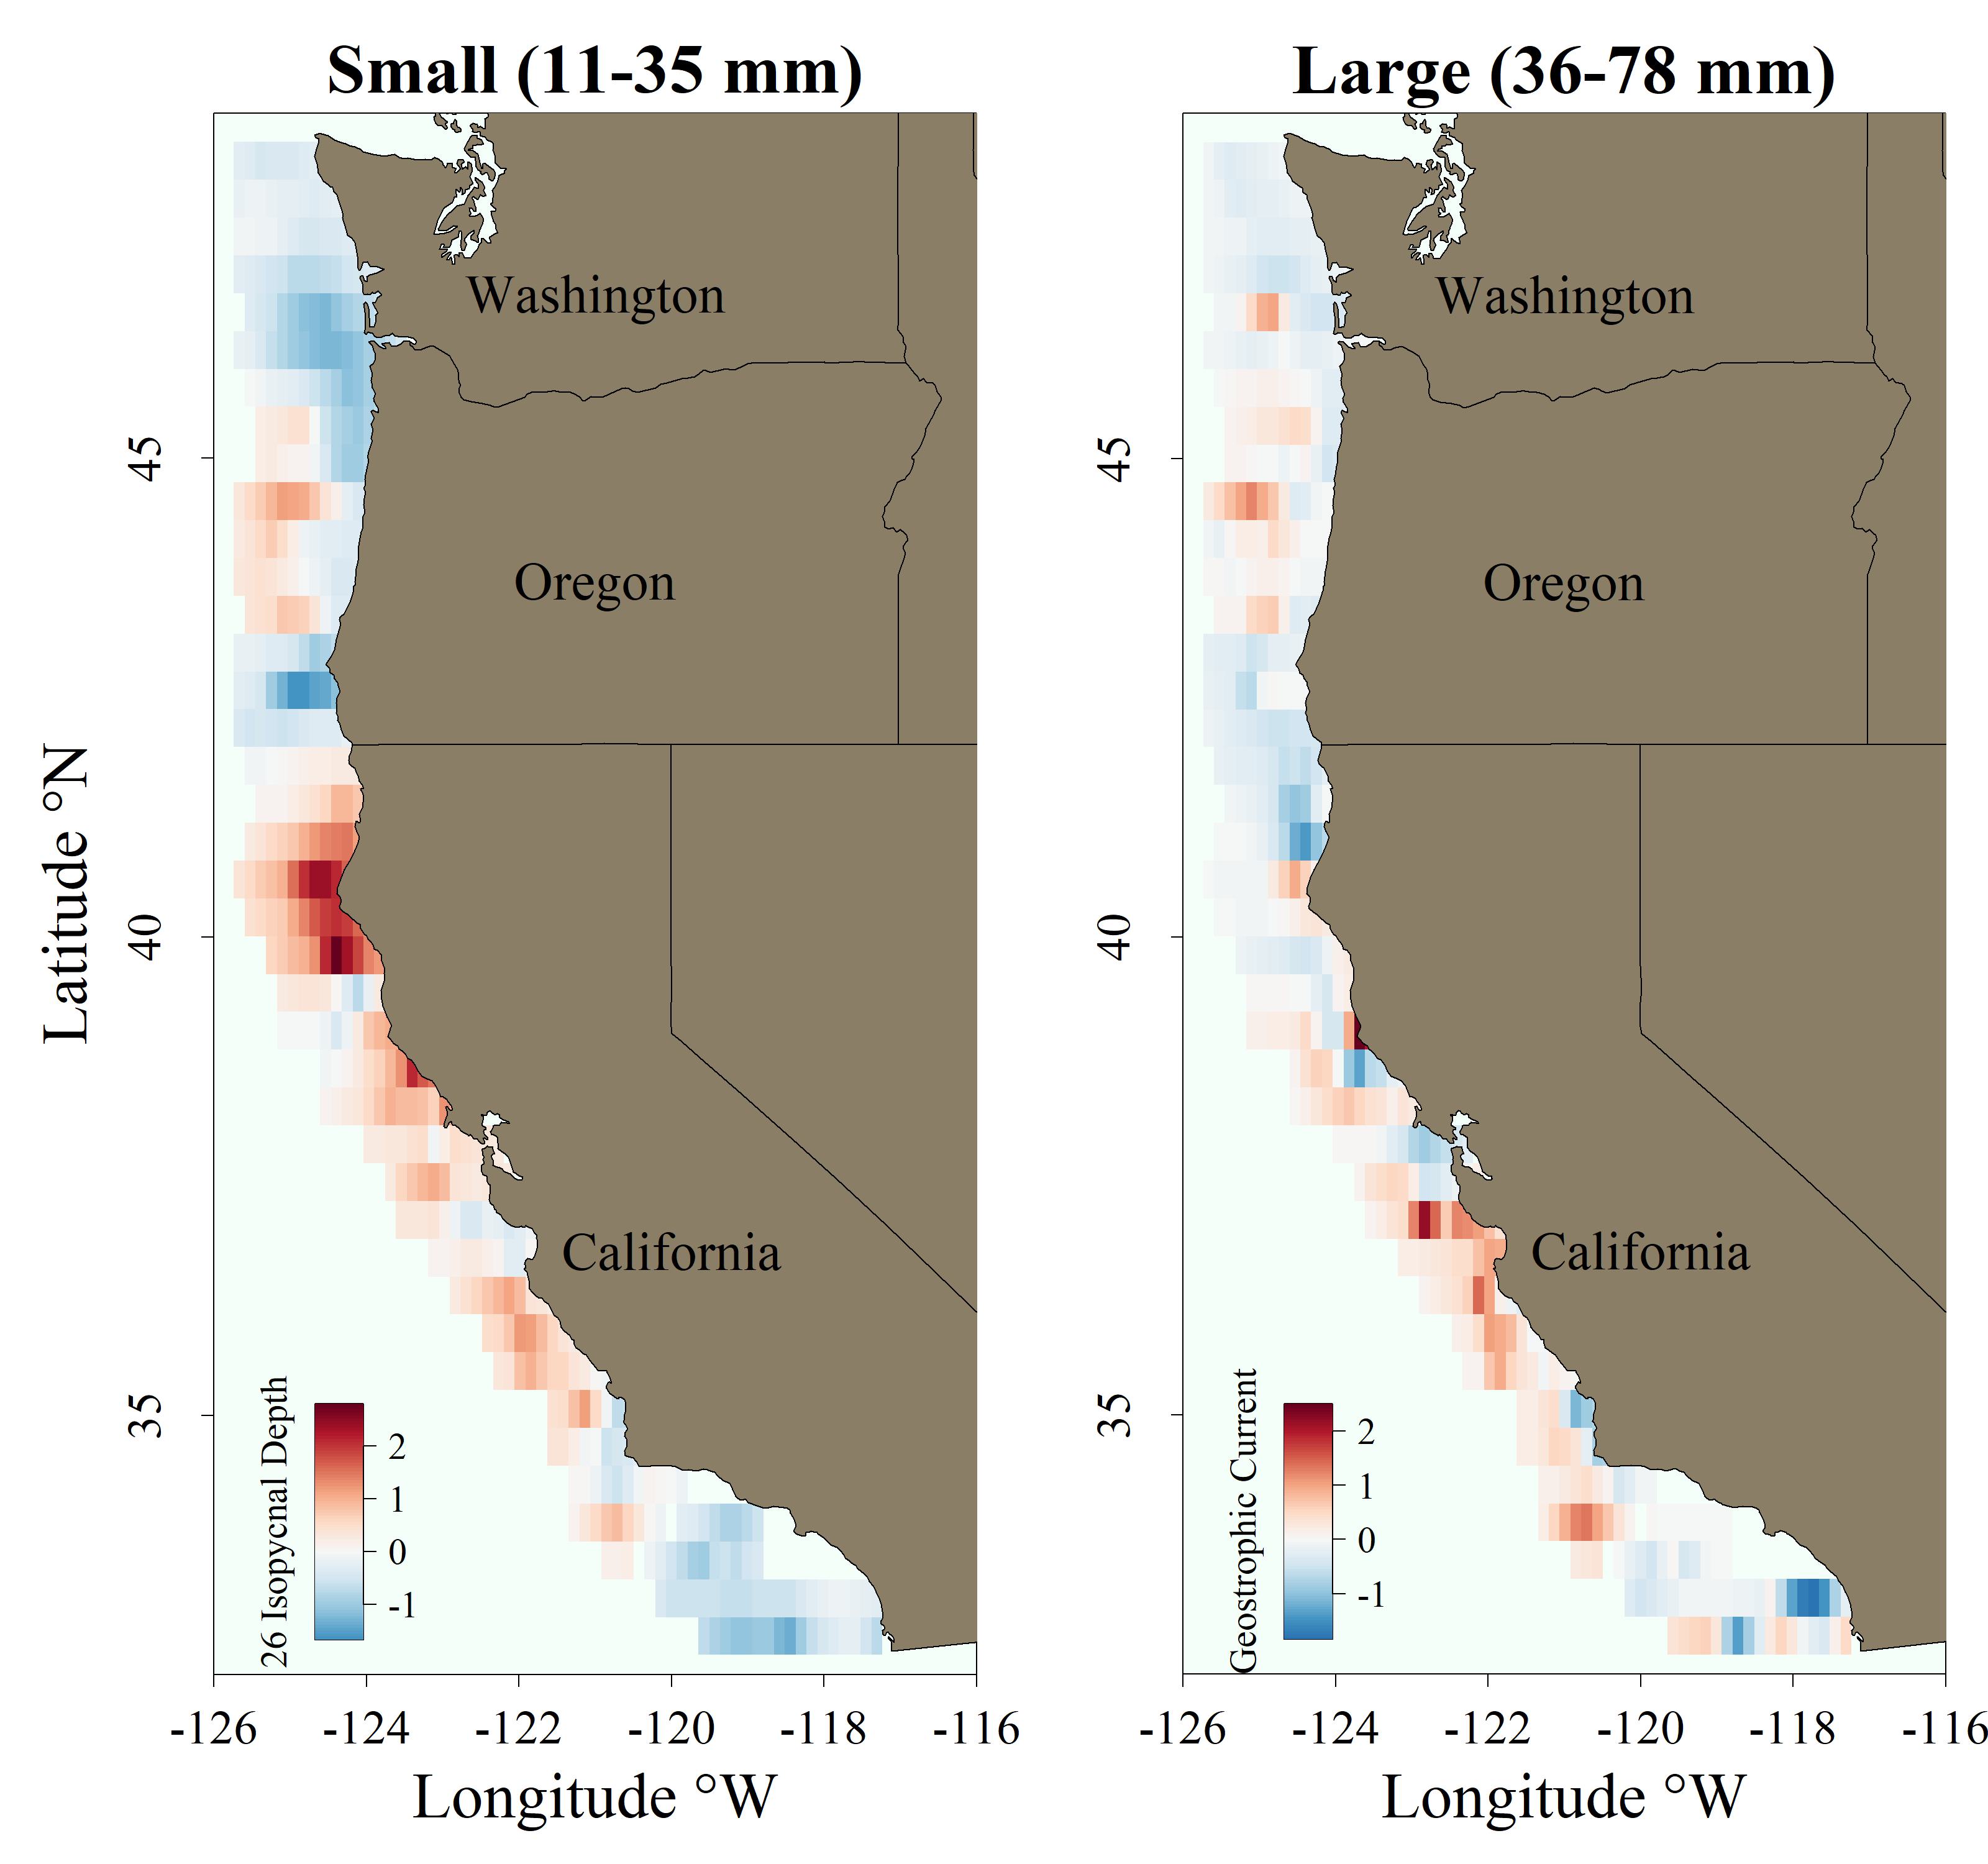 Small (11-35 mm)
Large (36-78 mm)
Latitude °N
45
40
35
Washington
Oregon
California
26 Isopycnal Depth
2
1
0
-1
-126
-124
-122
-120
-118
-116
Longitude °W
45
40
35
Washington
Oregon
California
Geostrophic Current
2
1
0
-1
-126
-124
-122
-120
-118
-116
Longitude °W